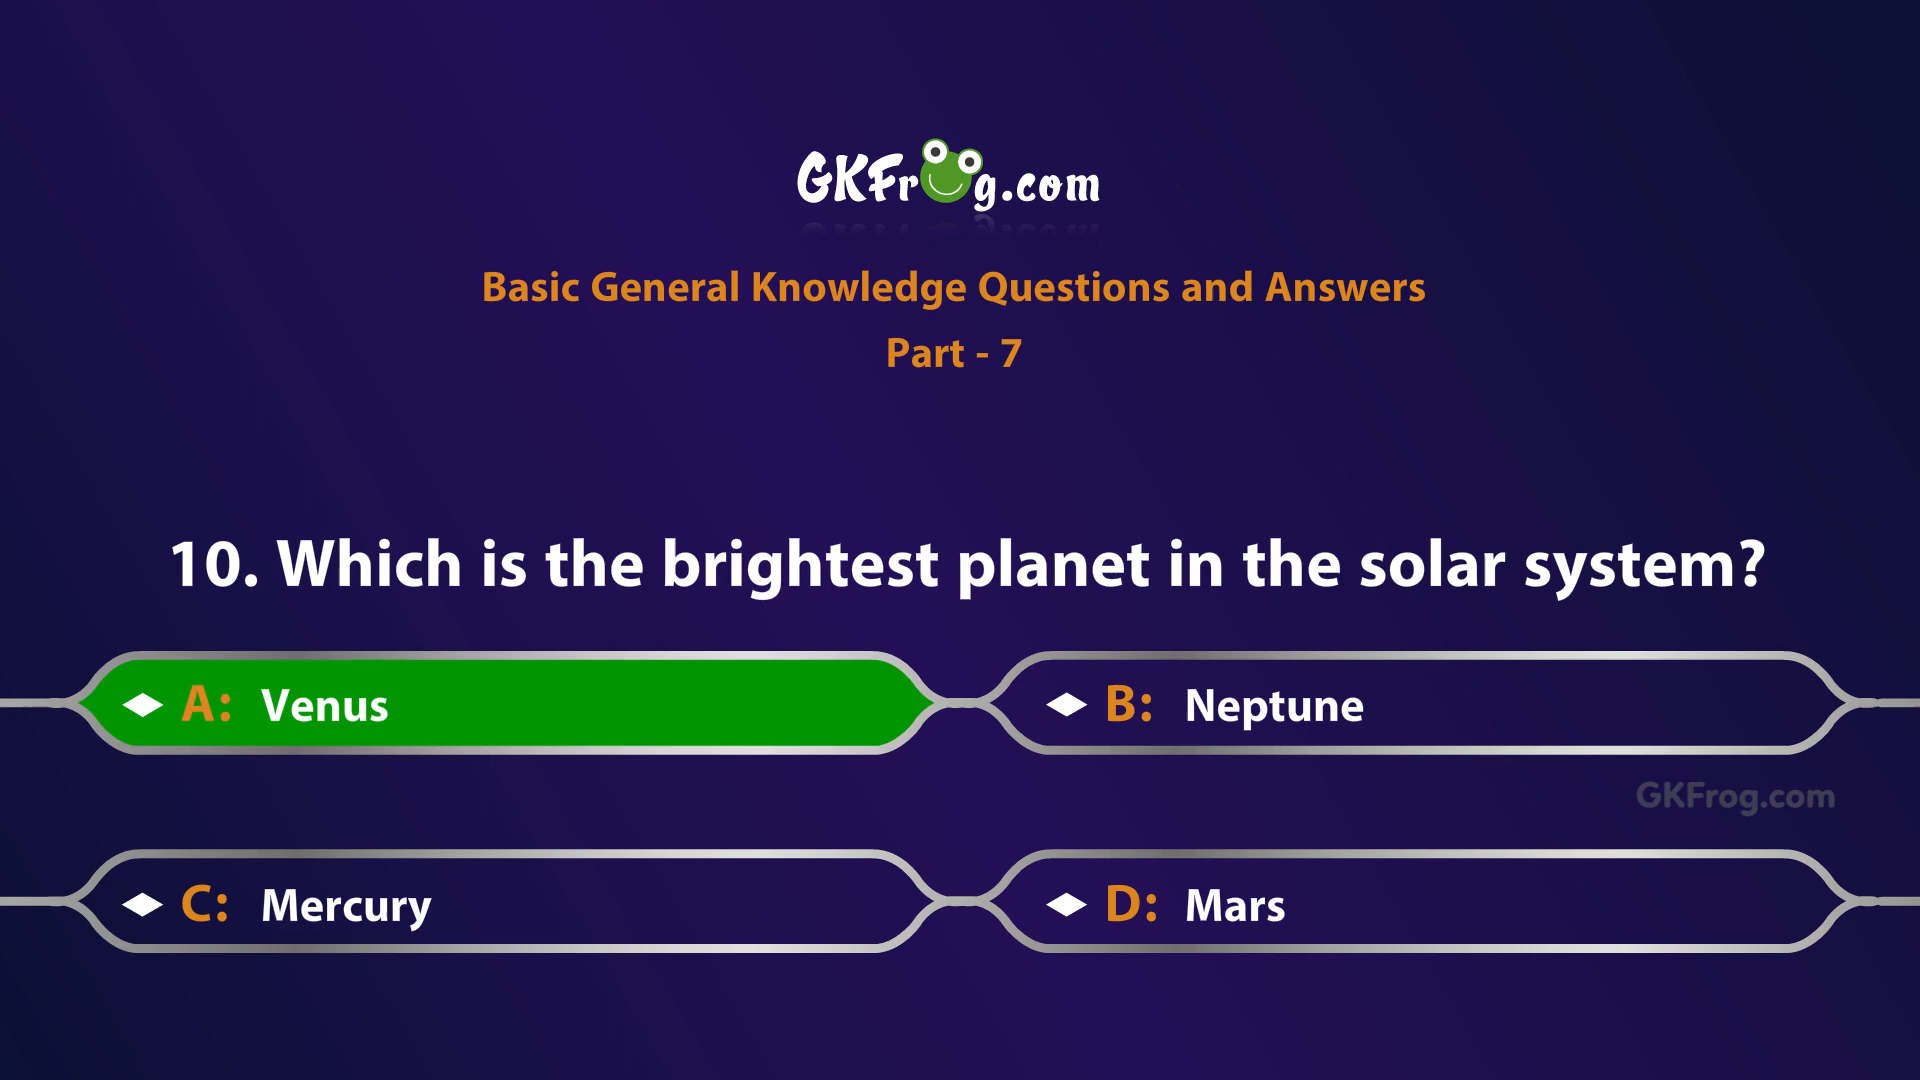 GKFrog.com
Basic General Knowledge Questions and Answers
Part - 7
10. Which is the brightest planet in the solar system?
A: Venus
B: Neptune
GKFrog.com
C: Mercury
D: Mars